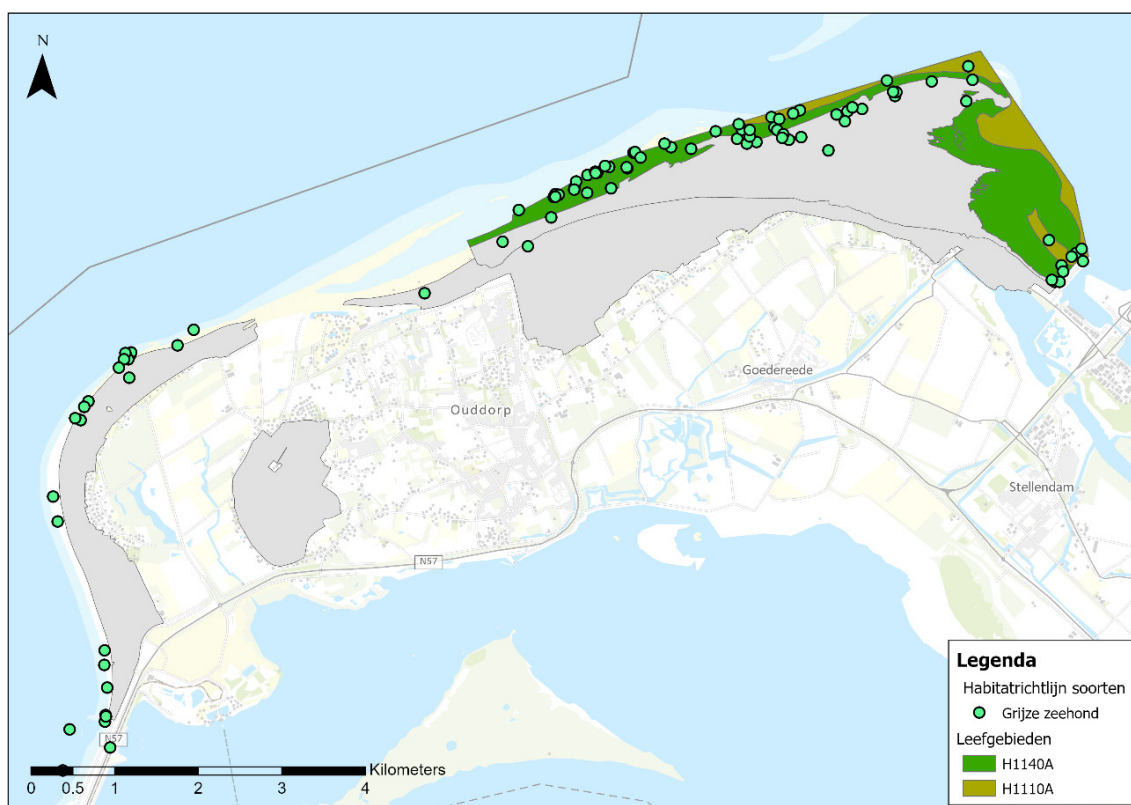 N
Goedereede
Ouddorp
Stellendam
N57
N57
Legenda
Habitatrichtlijn soorten
Grijze zeehond
Leefgebieden
H1140A
H1110A
Kilometers
0 0.5 1 2 3 4